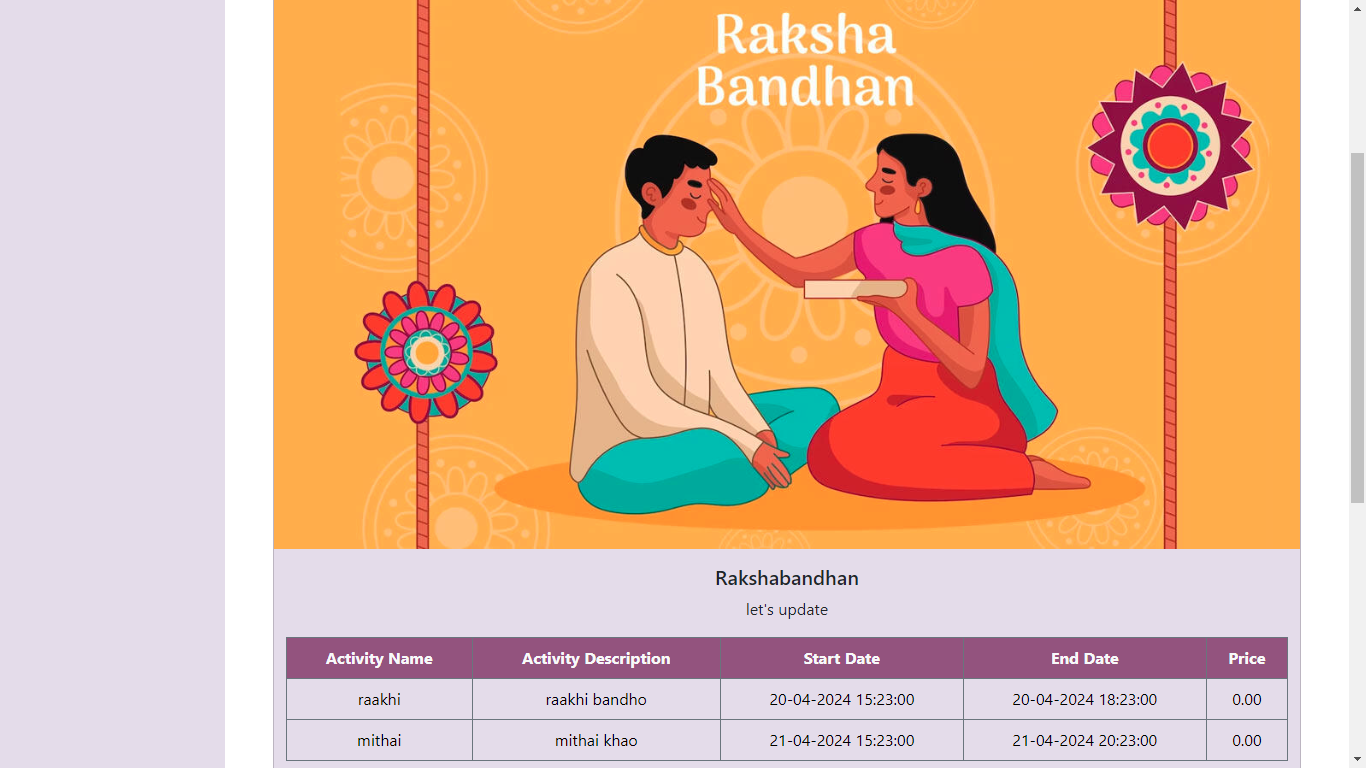 Raksha
Bandhan
Rakshabandhan
let's update
Activity Name Activity Description Start Date End Date Price
raakhi raakhi bandho 20-04-2024 15:23:00 20-04-2024 18:23:00 0.00
mithai mithai khao 21-04-2024 15:23:00 21-04-2024 20:23:00 0.00